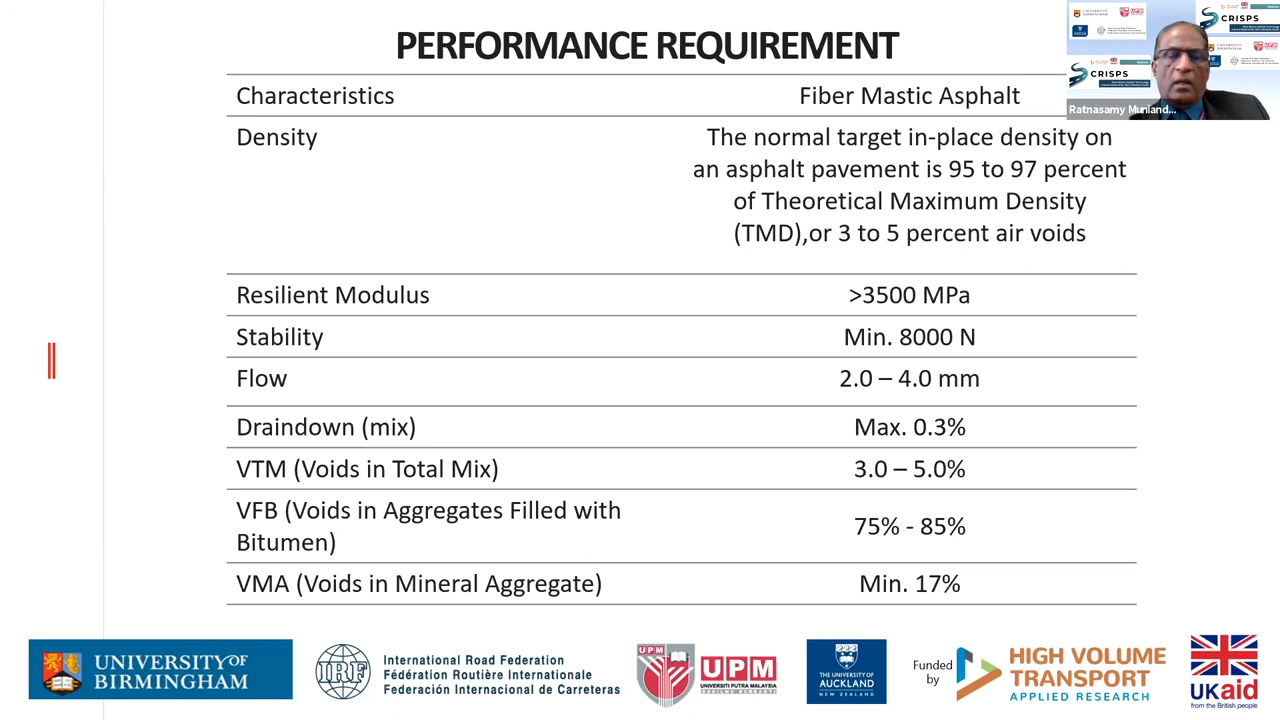 PERFORMANCE REQUIREMENT
CRISPS
CRISPS
Ratnasamy Muniand...
Characteristics
Fiber Mastic Asphalt
Density
The normal target in-place density on
an asphalt pavement is 95 to 97 percent
of Theoretical Maximum Density
(TMD),or 3 to 5 percent air voids
Resilient Modulus
>3500 MPa
Stability
Min. 8000 N
Flow
2.0 – 4.0 mm
Draindown (mix)
Max. 0.3%
VTM (Voids in Total Mix)
3.0 – 5.0%
VFB (Voids in Aggregates Filled with
Bitumen)
75% - 85%
VMA (Voids in Mineral Aggregate)
Min. 17%
UNIVERSITY OF
BIRMINGHAM
IRF
International Road Federation
Fédération Routière Internationale
Federación Internacional de Carreteras
UPM
UPM
UNIVERSITI PUTRA MALAYSIA
THE UNIVERSITY OF
AUCKLAND
NEW ZEALAND
Funded
by
HIGH VOLUME
TRANSPORT
APPLIED RESEARCH
UKaid
from the British people